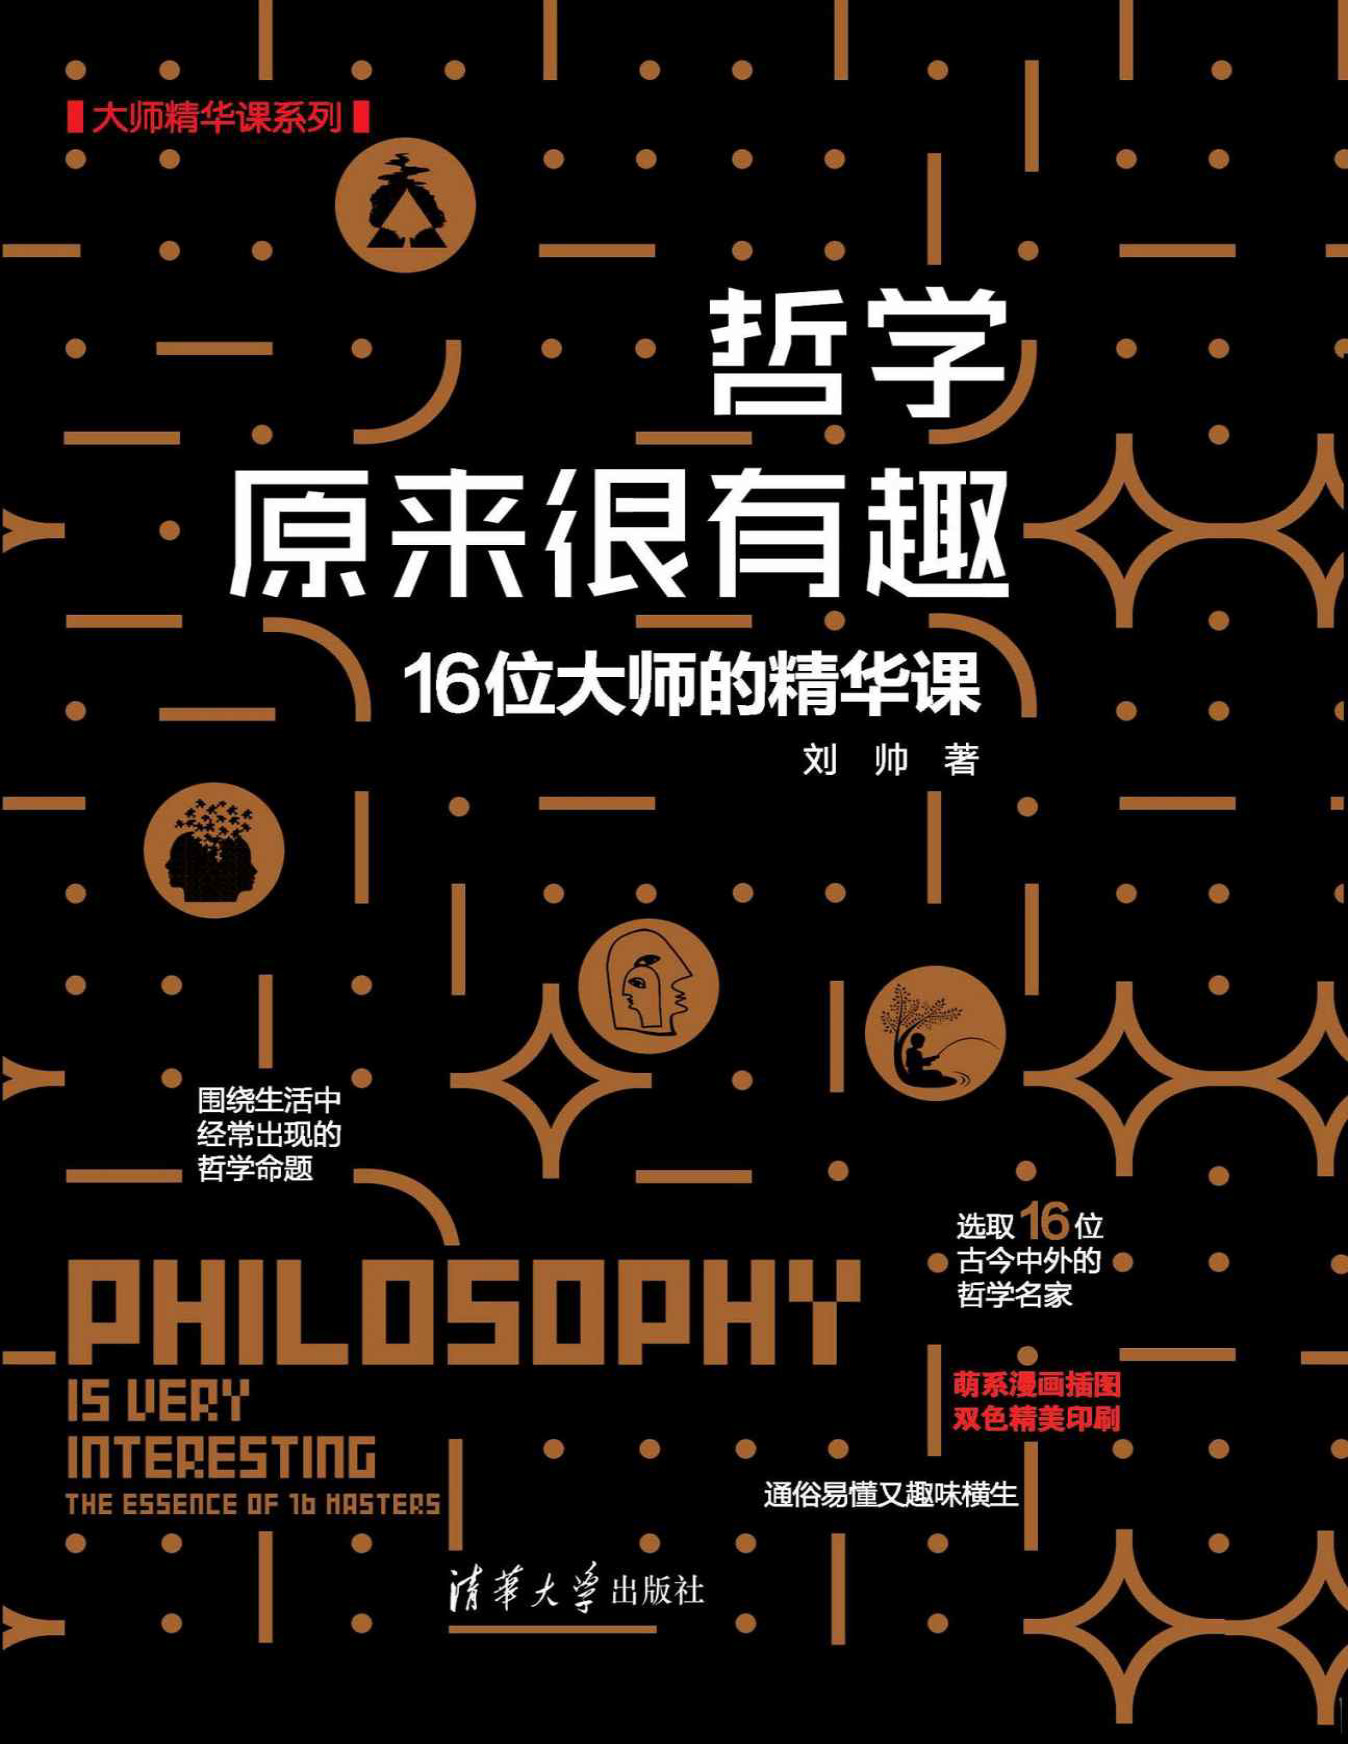 大师精华课系列
哲学
原来很有趣
16位大师的精华课
刘 帅 著
围绕生活中
经常出现的
哲学命题
选取16位
古今中外的
哲学名家
PHILOSOPHY
IS VERY
INTERESTING
THE ESSENCE OF 16 MASTERS
萌系漫画插图
双色精美印刷
通俗易懂又趣味横生
清華大学出版社